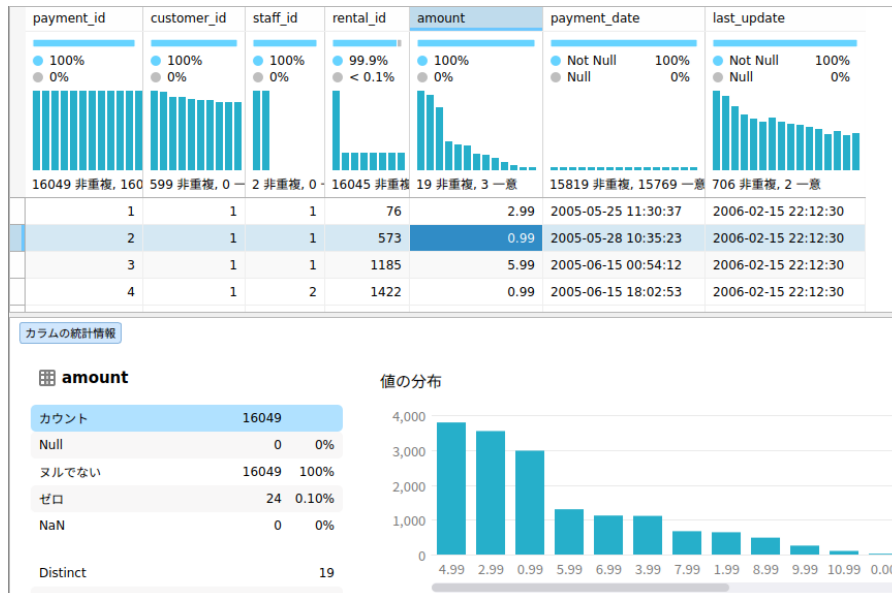 payment_id customer_id staff_id rental_id amount payment_date last_update
100% 100% 100% 99.9% 100% Not Null 100% Not Null 100%
0% 0% 0% < 0.1% 0% Null 0% Null 0%
16049 非重複, 160 599 非重複, 0 一 2 非重複, 0 16045 非重複 19 非重複, 3 一意 15819 非重複, 15769 一意 706 非重複, 2 一意
1 1 1 76 2.99 2005-05-25 11:30:37 2006-02-15 22:12:30
2 1 1 573 0.99 2005-05-28 10:35:23 2006-02-15 22:12:30
3 1 1 1185 5.99 2005-06-15 00:54:12 2006-02-15 22:12:30
4 1 2 1422 0.99 2005-06-15 18:02:53 2006-02-15 22:12:30
カラムの統計情報
amount
カウント 16049
Null 0 0%
ヌルでない 16049 100%
ゼロ 24 0.10%
NaN 0 0%
Distinct 19
値の分布
4,000
3,000
2,000
1,000
0
4.99 2.99 0.99 5.99 6.99 3.99 7.99 1.99 8.99 9.99 10.99 0.00